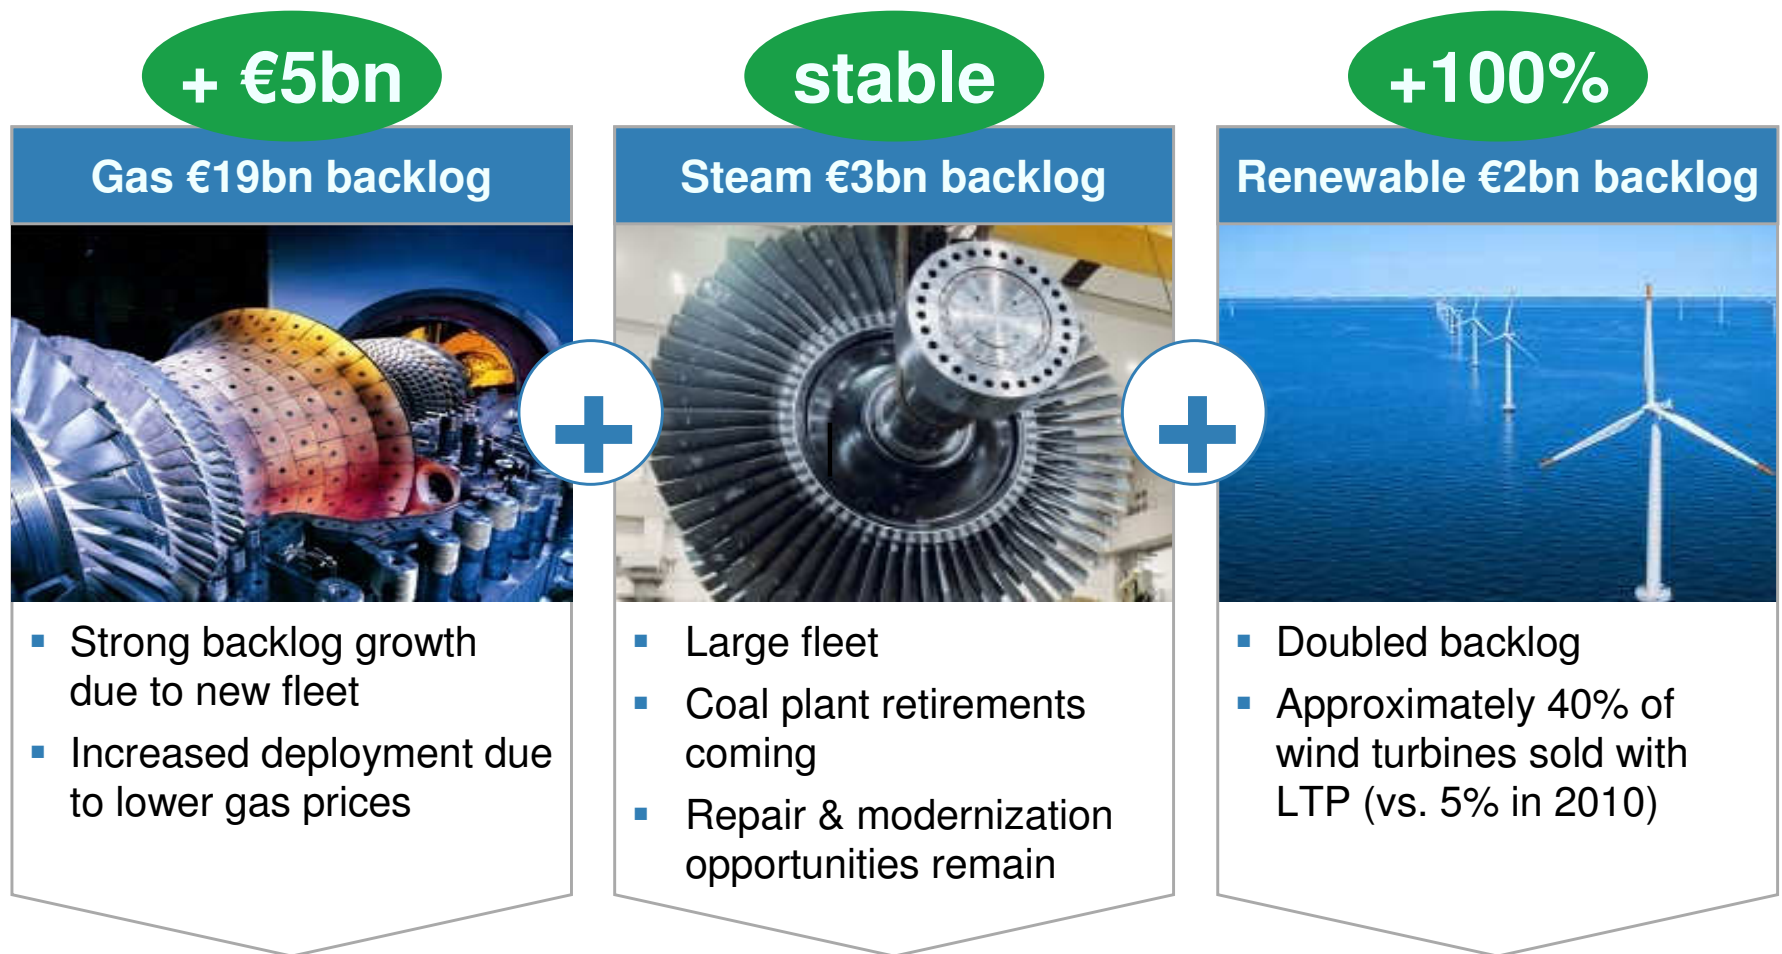 + €5bn
Gas €19bn backlog
▪ Strong backlog growth
due to new fleet
▪ Increased deployment due
to lower gas prices
+
stable
Steam €3bn backlog
▪ Large fleet
▪ Coal plant retirements
coming
▪ Repair & modernization
opportunities remain
+
+100%
Renewable €2bn backlog
▪ Doubled backlog
▪ Approximately 40% of
wind turbines sold with
LTP (vs. 5% in 2010)